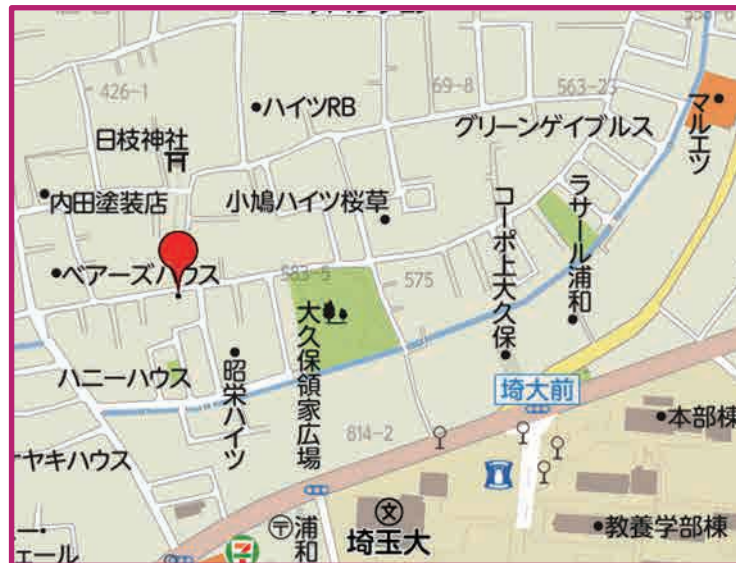 426-1
69-8
563-23
マルエツ
ハイツRB
グリーンゲイブルス
日枝神社
内田塗装店
小鳩ハイツ桜草
コーポ上大久保
ラサール浦和
ベアーズハウス
583-5
575
大久保領家広場
ハニーハウス
昭栄ハイツ
埼大前
814-2
本部棟
ヤキハウス
文
埼玉大
教養学部棟
〒浦和
7
ェール